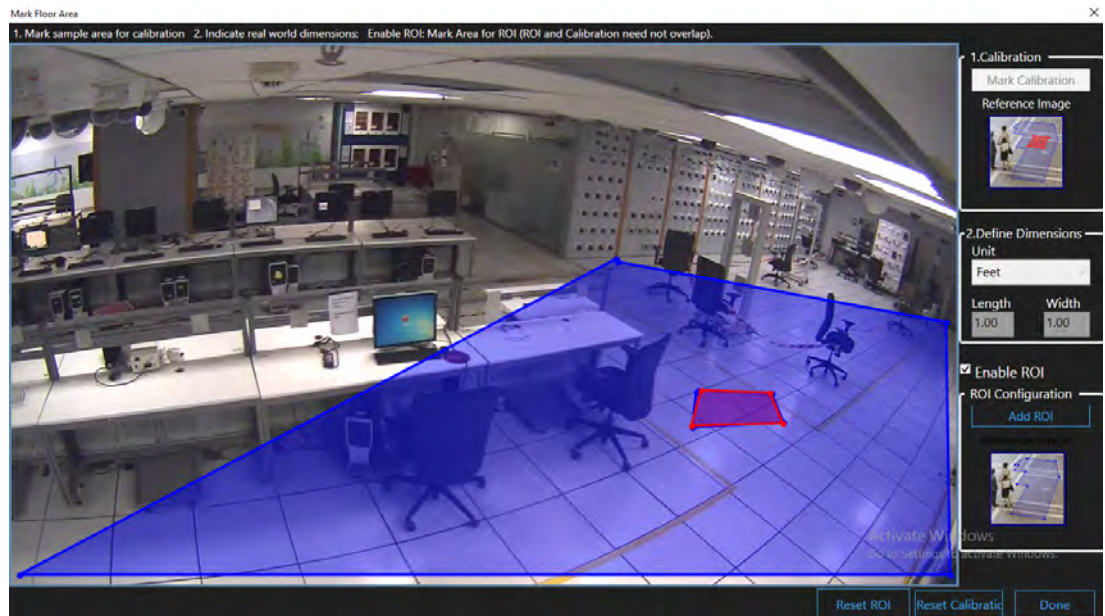 Mark Floor Area
1. Mark sample area for calibration 2. Indicate real world dimensions; Enable ROI: Mark Area for ROI (ROI and Calibration need not overlap).
1.Calibration
Mark Calibration
Reference Image
2.Define Dimensions
Unit
Feet
Length Width
1.00 1.00
Enable ROI
ROI Configuration
Add ROI
Reference Image
Activate Windows
Go to Settings to activate Windows.
Reset ROI Reset Calibratic Done